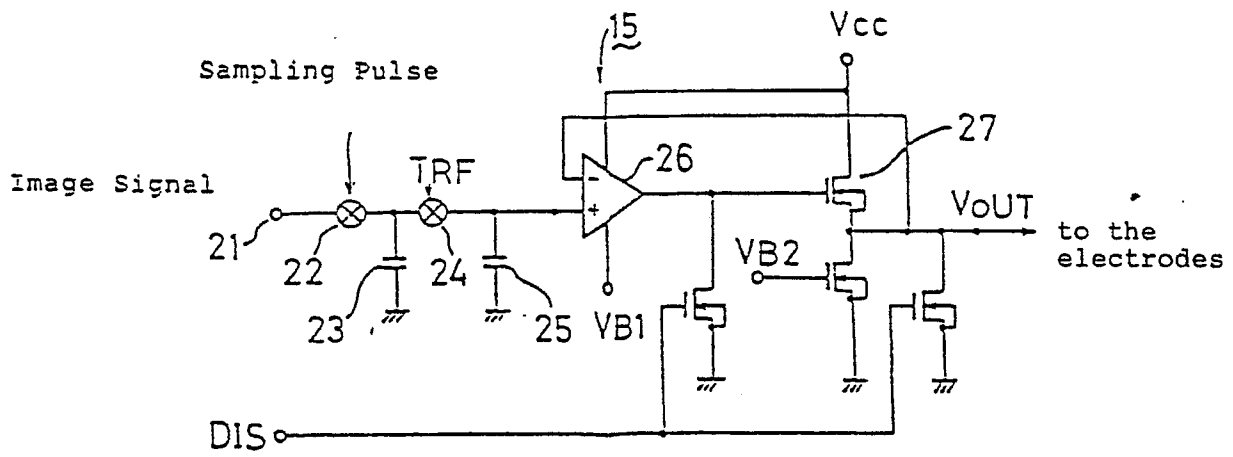 15
Vcc
Sampling Pulse
27
26
TRF
Image Signal
-
+
VOUT
to the
electrodes
21
22
24
VB2
23
25
VB1
DIS